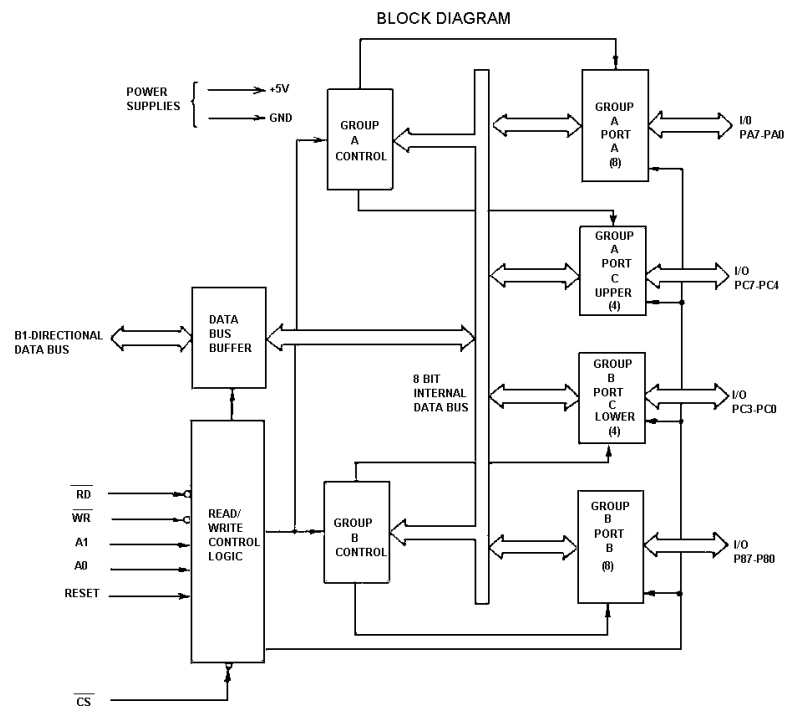 BLOCK DIAGRAM
POWER
SUPPLIES
+5V
GND
GROUP
A
CONTROL
GROUP
A
PORT
A
(8)
I/0
PA7-PA0
GROUP
A
PORT
C
UPPER
(4)
I/O
PC7-PC4
B1-DIRECTIONAL
DATA BUS
DATA
BUS
BUFFER
8 BIT
INTERNAL
DATA BUS
GROUP
B
PORT
C
LOWER
(4)
I/O
PC3-PC0
RD
WR
A1
A0
RESET
CS
READ/
WRITE
CONTROL
LOGIC
GROUP
B
CONTROL
GROUP
B
PORT
B
(8)
I/O
P87-P80